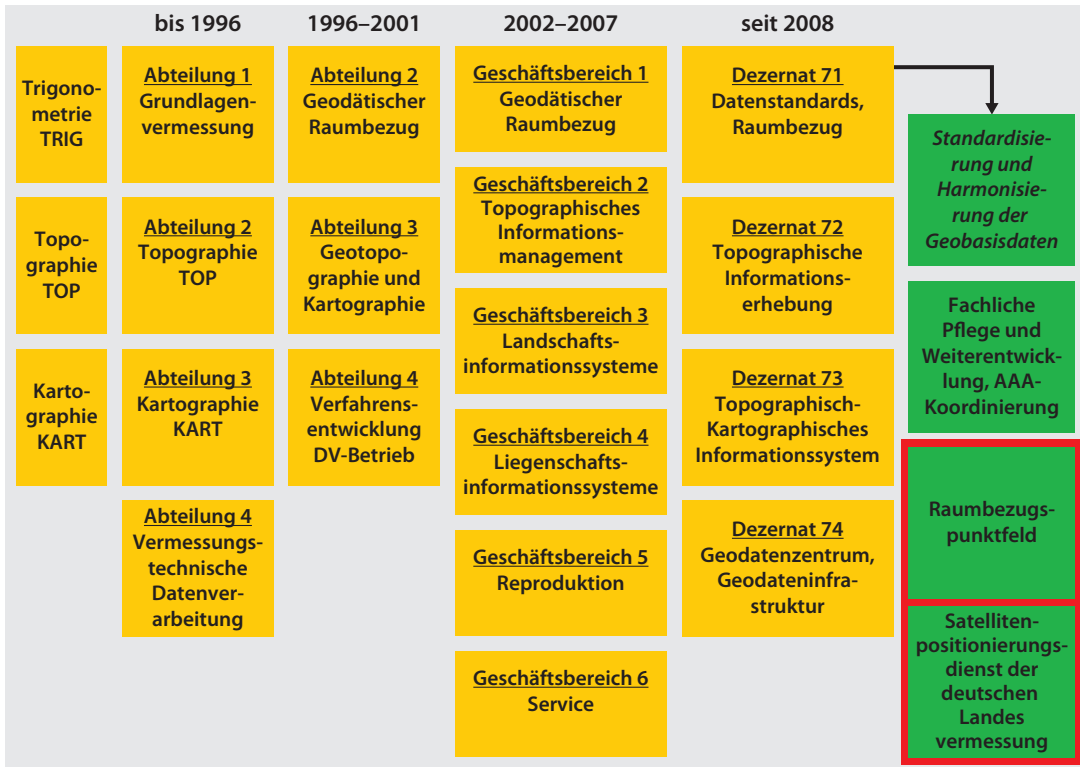 bis 1996
1996–2001
2002–2007
seit 2008
Trigono-
metrie
TRIG
Topo-
graphie
TOP
Karto-
graphie
KART
Abteilung 1
Grundlagen-
vermessung
Abteilung 2
Topographie
TOP
Abteilung 3
Kartographie
KART
Abteilung 4
Vermessungs-
technische
Datenver-
arbeitung
Abteilung 2
Geodätischer
Raumbezug
Abteilung 3
Geotopo-
graphie und
Kartographie
Abteilung 4
Verfahrens-
entwicklung
DV-Betrieb
Geschäftsbereich 1
Geodätischer
Raumbezug
Geschäftsbereich 2
Topographisches
Informations-
management
Geschäftsbereich 3
Landschafts-
informationssysteme
Geschäftsbereich 4
Liegenschafts-
informationssysteme
Geschäftsbereich 5
Reproduktion
Geschäftsbereich 6
Service
Dezernat 71
Datenstandards,
Raumbezug
Dezernat 72
Topographische
Informations-
erhebung
Dezernat 73
Topographisch-
Kartographisches
Informationssystem
Dezernat 74
Geodatenzentrum,
Geodateninfra-
struktur
Standardisie-
rung und
Harmonisie-
rung der
Geobasisdaten
Fachliche
Pflege und
Weiterentwick-
lung, AAA-
Koordinierung
Raumbezugs-
punktfeld
Satelliten-
positionierungs-
dienst der
deutschen
Landes
vermessung